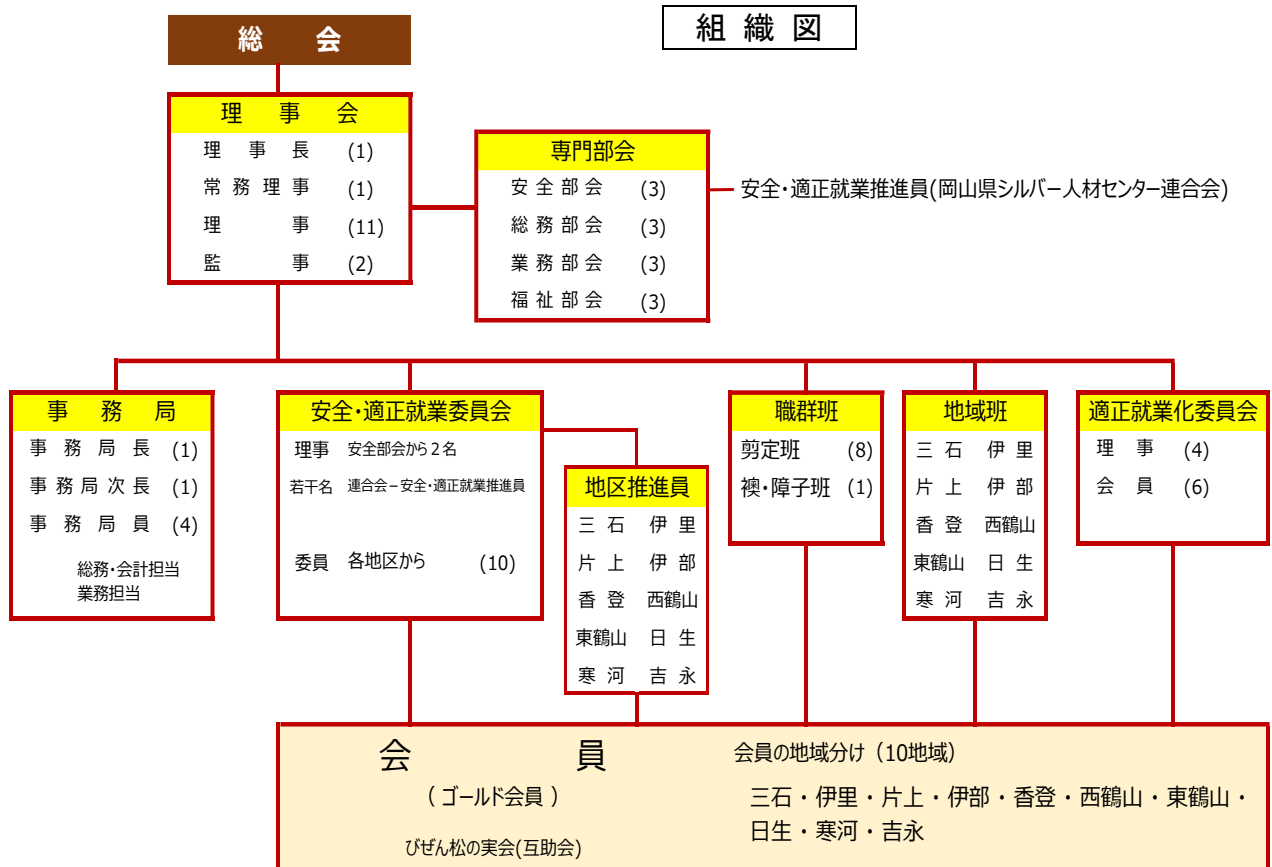 組 織 図
総 会
理 事 会
理 事 長 (1)
常 務 理 事 (1)
理 事 (11)
監 事 (2)
専門部会
安 全 部 会 (3)
総 務 部 会 (3)
業 務 部 会 (3)
福 祉 部 会 (3)
安全・適正就業推進員(岡山県シルバー人材センター連合会)
事 務 局
事 務 局 長 (1)
事 務 局 次 長 (1)
事 務 局 員 (4)
総務・会計担当
業務担当
安全・適正就業委員会
理事 安全部会から２名
若干名 連合会－安全・適正就業推進員
委員 各地区から (10)
地区推進員
三 石 伊 里
片 上 伊 部
香 登 西鶴山
東鶴山 日 生
寒 河 吉 永
職群班
剪定班 (8)
襖・障子班 (1)
地域班
三 石 伊 里
片 上 伊 部
香 登 西鶴山
東鶴山 日 生
寒 河 吉 永
適正就業化委員会
理 事 (4)
会 員 (6)
会 員
（ ゴールド会員 ）
びぜん松の実会(互助会)
会員の地域分け（10地域）
三石・伊里・片上・伊部・香登・西鶴山・東鶴山・
日生・寒河・吉永